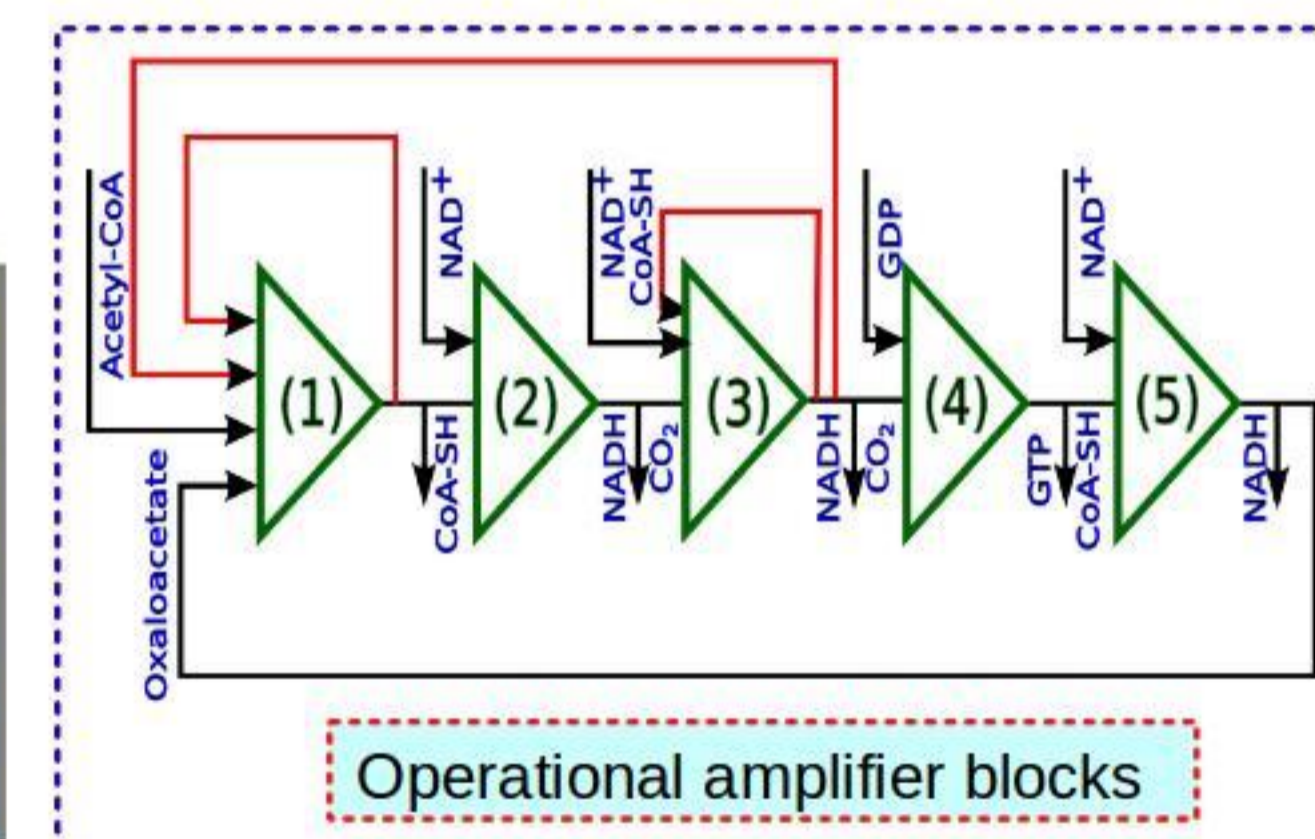 Acetyl-CoA
NAD+
NAD+
CoA-SH
GDP
NAD+
(1)
(2)
(3)
(4)
(5)
Oxaloacetate
CoA-SH
NADH
CO₂
NADH
CO₂
GTP
CoA-SH
NADH
Operational amplifier blocks